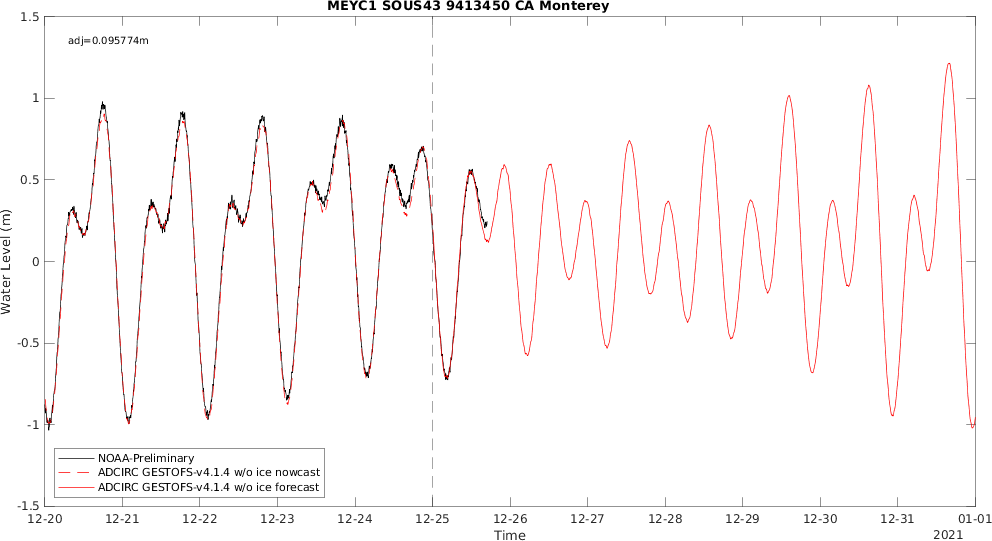 MEYC1 SOUS43 9413450 CA Monterey
1.5
adj=0.095774m
1
0.5
0
-0.5
-1
-1.5
Water Level (m)
NOAA-Preliminary
ADCIRC GESTOFS-v4.1.4 w/o ice nowcast
ADCIRC GESTOFS-v4.1.4 w/o ice forecast
12-20 12-21 12-22 12-23 12-24 12-25 12-26 12-27 12-28 12-29 12-30 12-31 01-01
Time
2021